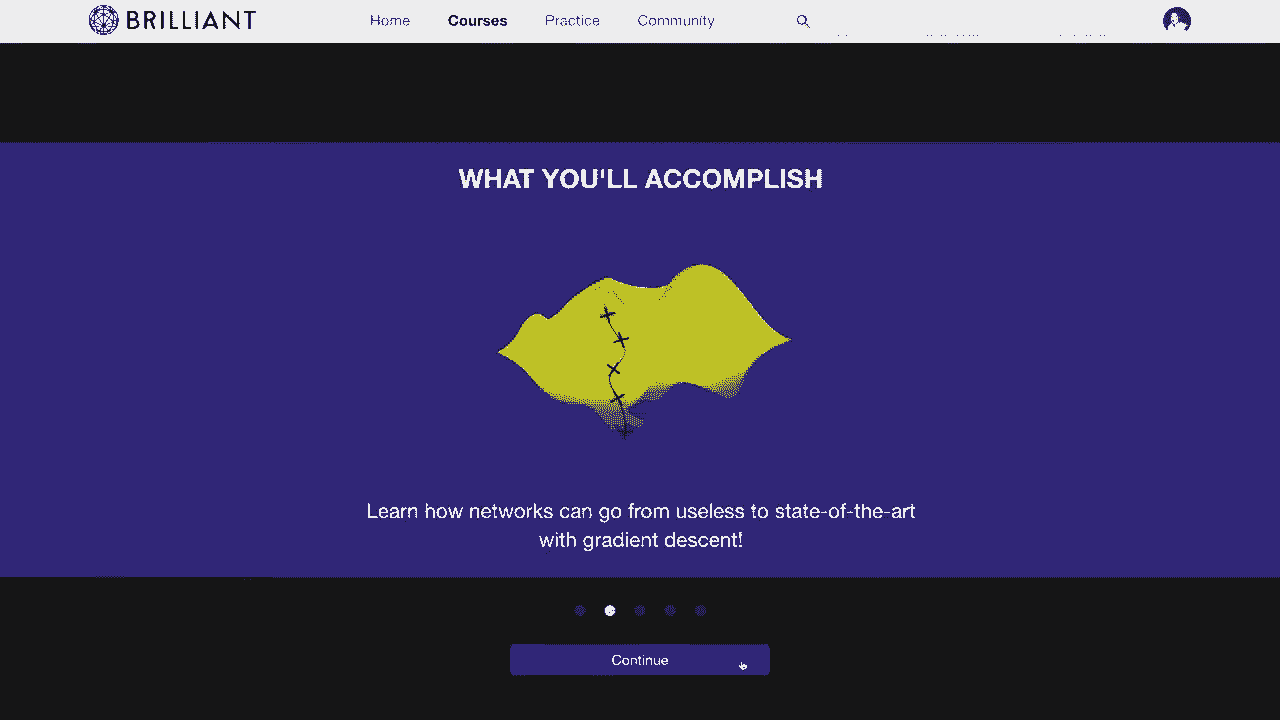 BRILLIANT
Home Courses Practice Community
WHAT YOU'LL ACCOMPLISH
Learn how networks can go from useless to state-of-the-art
with gradient descent!
Continue